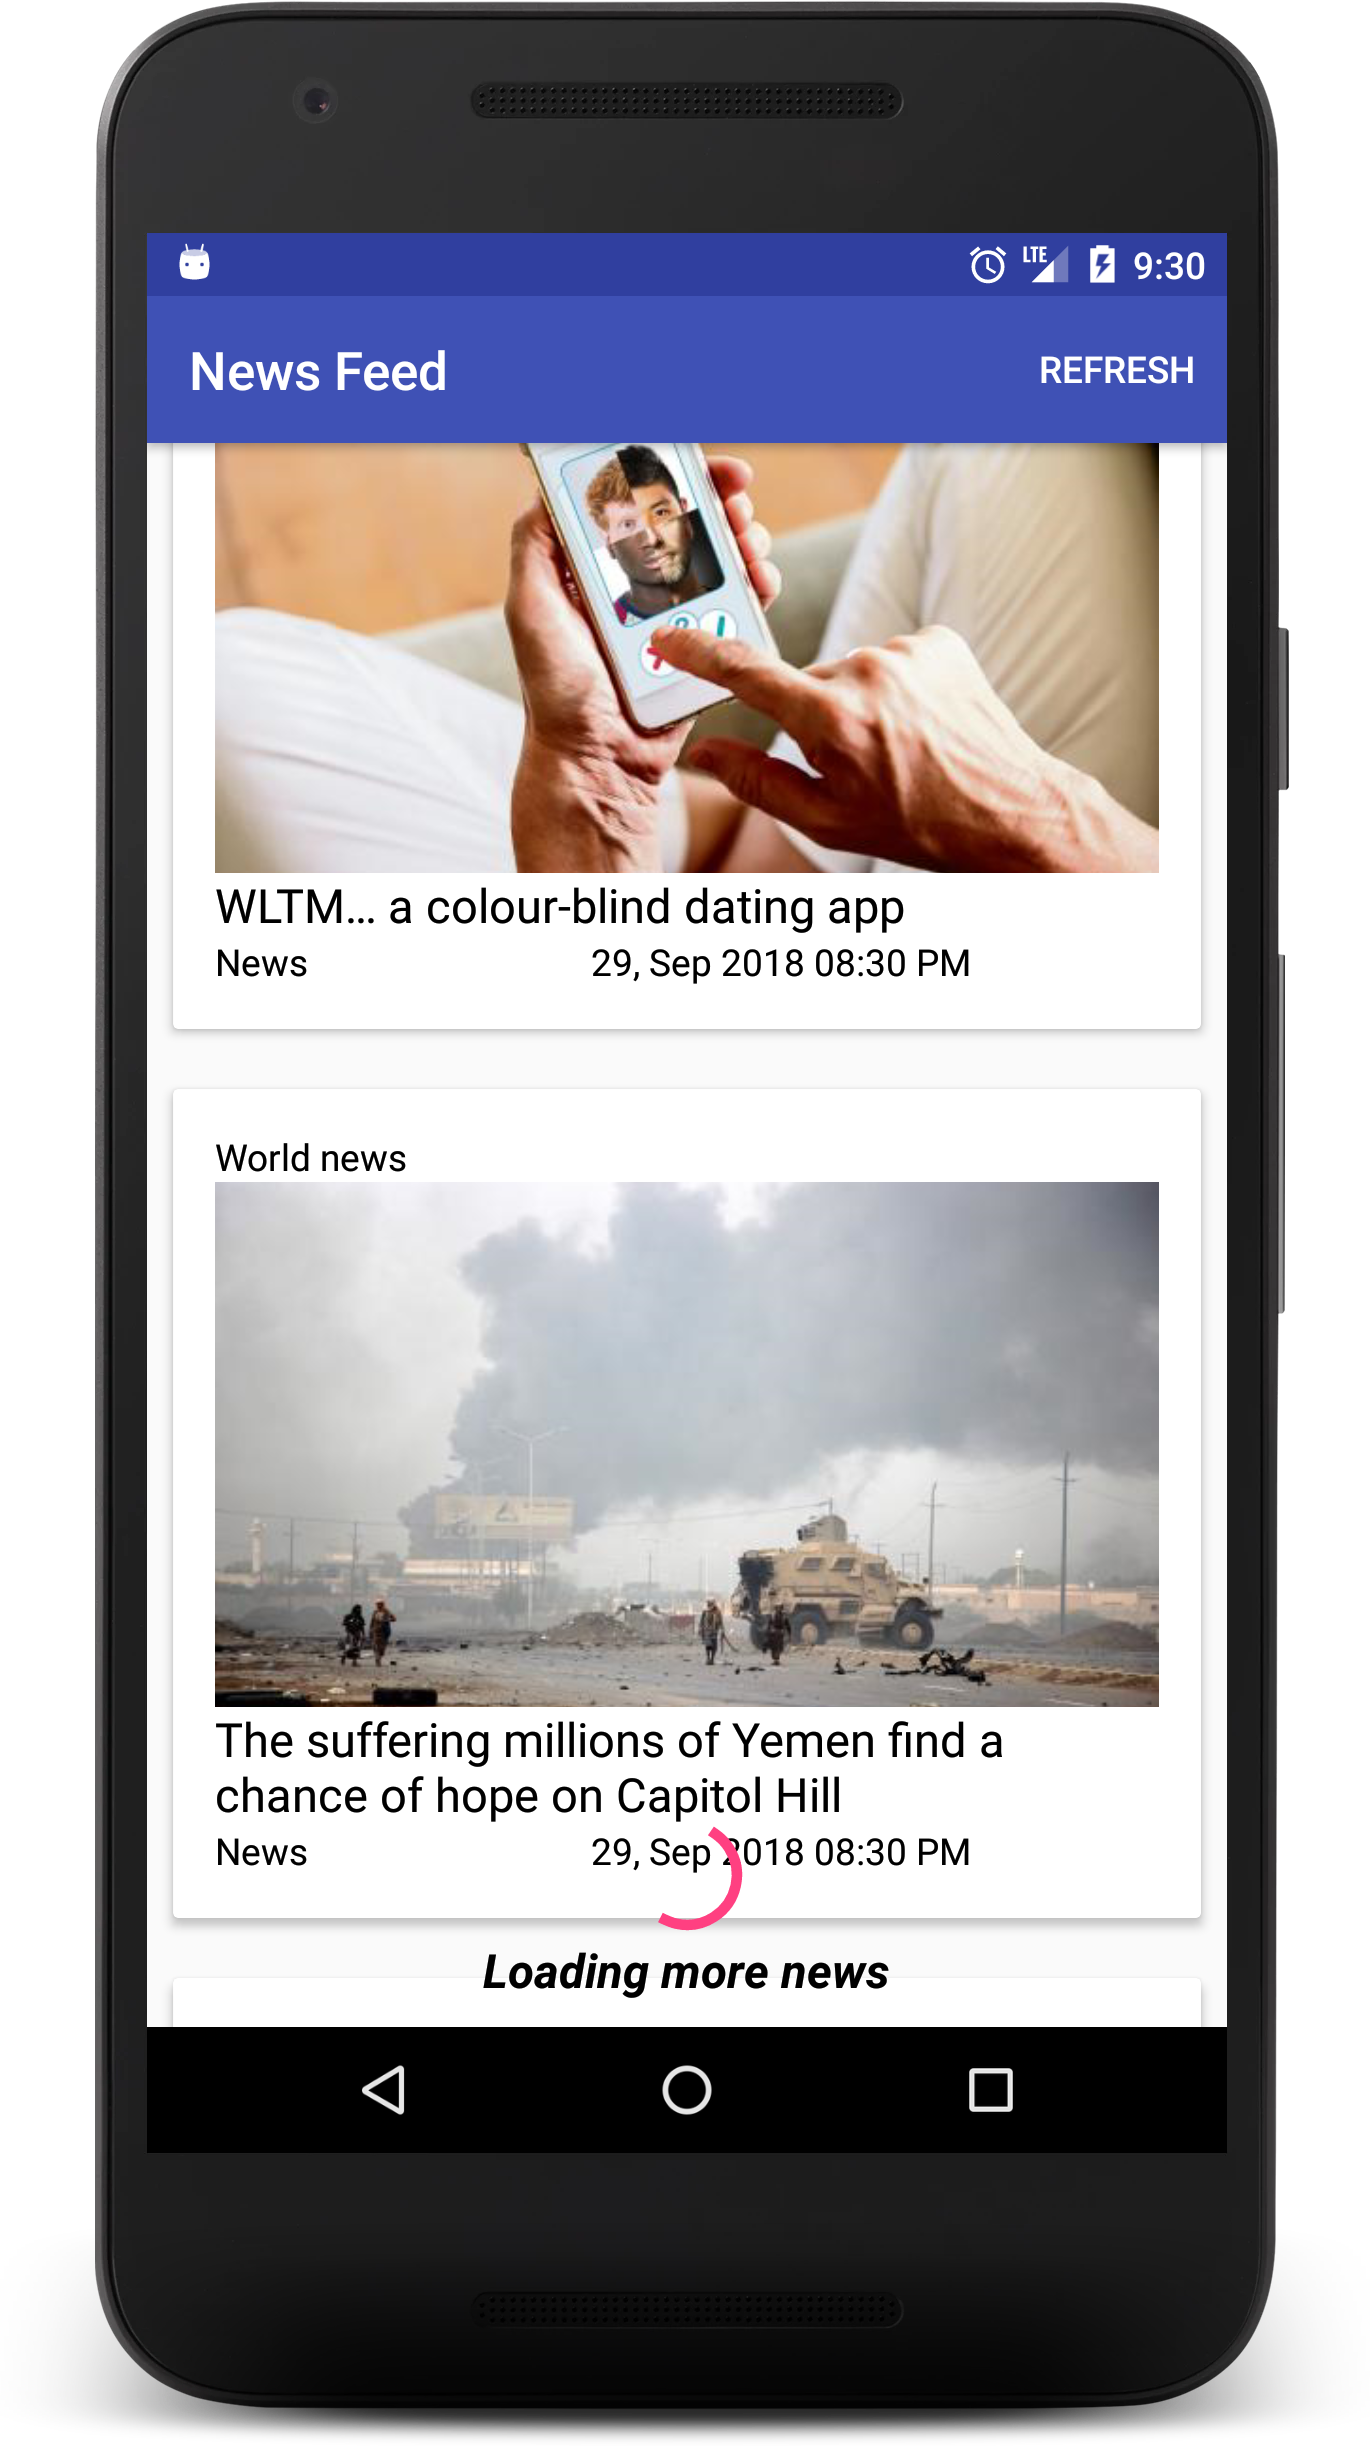 LTE 9:30
News Feed REFRESH
WLTM... a colour-blind dating app
News 29, Sep 2018 08:30 PM
World news
The suffering millions of Yemen find a
chance of hope on Capitol Hill
News 29, Sep 2018 08:30 PM
Loading more news